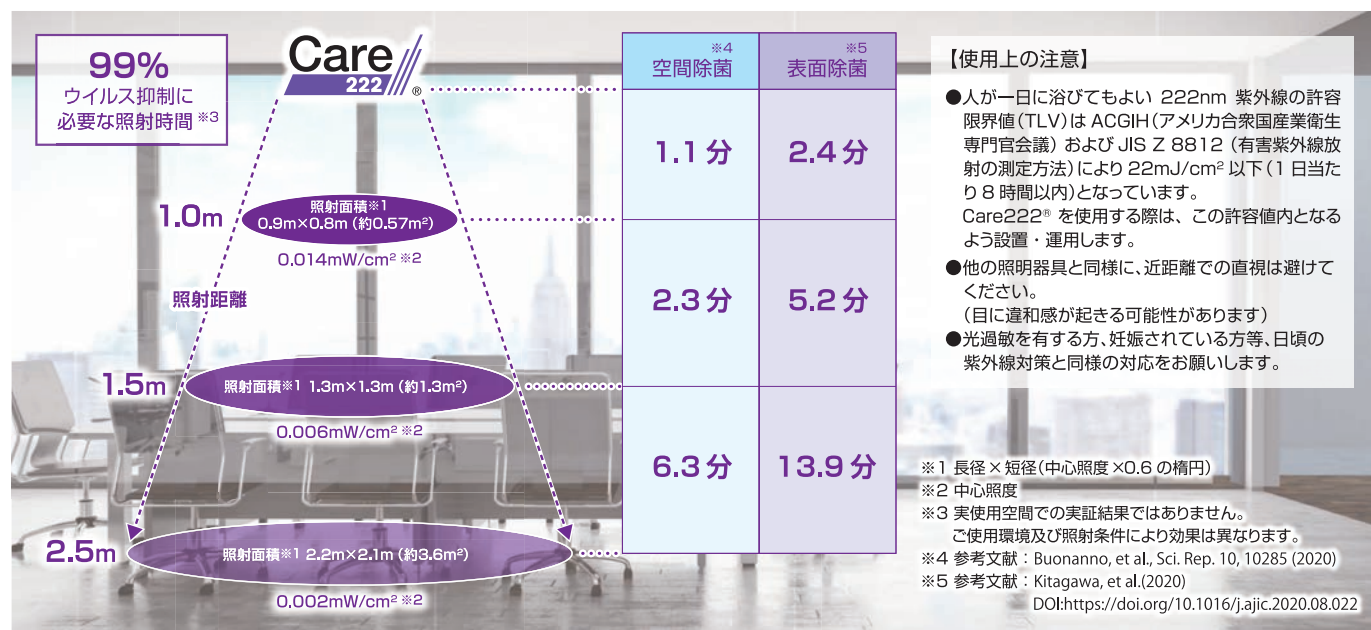 99%
ウイルス抑制に
必要な照射時間 ※3
Care
222 ®
1.0m
照射面積※1
0.9m×0.8m (約0.57m²)
0.014mW/cm² ※2
照射距離
1.5m
照射面積※1 1.3m×1.3m (約1.3m²)
0.006mW/cm² ※2
2.5m
照射面積※1 2.2m×2.1m (約3.6m²)
0.002mW/cm² ※2
※4 ※5
空間除菌 表面除菌
1.1 分 2.4 分
2.3 分 5.2 分
6.3 分 13.9 分
【使用上の注意】
●人が一日に浴びてもよい 222nm 紫外線の許容
限界値(TLV)は ACGIH(アメリカ合衆国産業衛生
専門官会議) および JIS Z 8812 (有害紫外線放
射の測定方法)により 22mJ/cm² 以下(1 日当た
り 8 時間以内)となっています。
Care222® を使用する際は、この許容値内となる
よう設置・運用します。
●他の照明器具と同様に、近距離での直視は避けて
ください。
(目に違和感が起きる可能性があります)
●光過敏を有する方、妊娠されている方等、日頃の
紫外線対策と同様の対応をお願いします。
※1 長径×短径(中心照度×0.6 の楕円)
※2 中心照度
※3 実使用空間での実証結果ではありません。
ご使用環境及び照射条件により効果は異なります。
※4 参考文献:Buonanno, et al., Sci. Rep. 10, 10285 (2020)
※5 参考文献:Kitagawa, et al.(2020)
DOI:https://doi.org/10.1016/j.ajic.2020.08.022